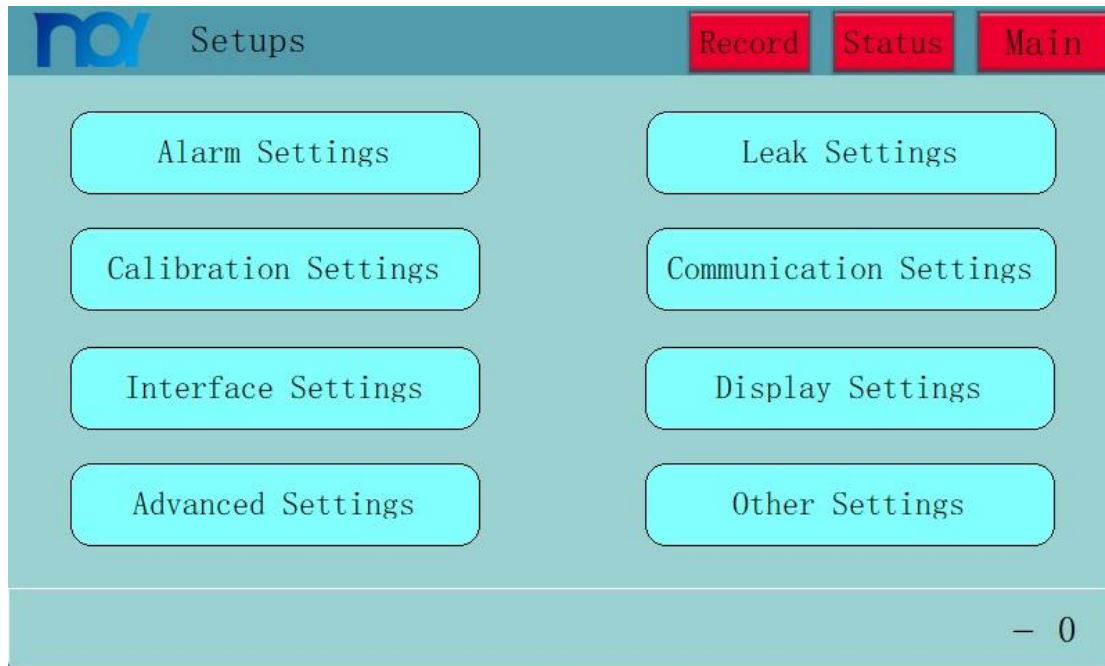 Setups
Record Status Main
Alarm Settings
Leak Settings
Calibration Settings
Communication Settings
Interface Settings
Display Settings
Advanced Settings
Other Settings
- 0